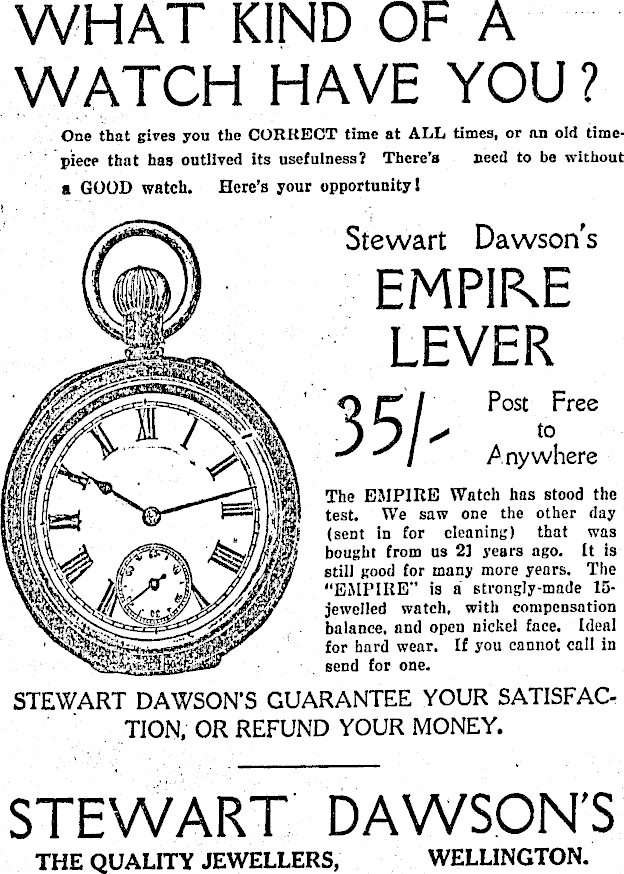 WHAT KIND OF A
WATCH HAVE YOU?
One that gives you the CORRECT time at ALL times, or an old time-
piece that has outlived its usefulness? There's need to be without
a GOOD watch. Here's your opportunity!
Stewart Dawson's
EMPIRE
LEVER
35/-
Post Free
to
Anywhere
The EMPIRE Watch has stood the
test. We saw one the other day
(sent in for cleaning) that was
bought from us 21 years ago. It is
still good for many more years. The
"EMPIRE" is a strongly-made 15-
jewelled watch, with compensation
balance, and open nickel face. Ideal
for hard wear. If you cannot call in
send for one.
STEWART DAWSON'S GUARANTEE YOUR SATISFAC-
TION, OR REFUND YOUR MONEY.
STEWART DAWSON'S
THE QUALITY JEWELLERS, WELLINGTON.